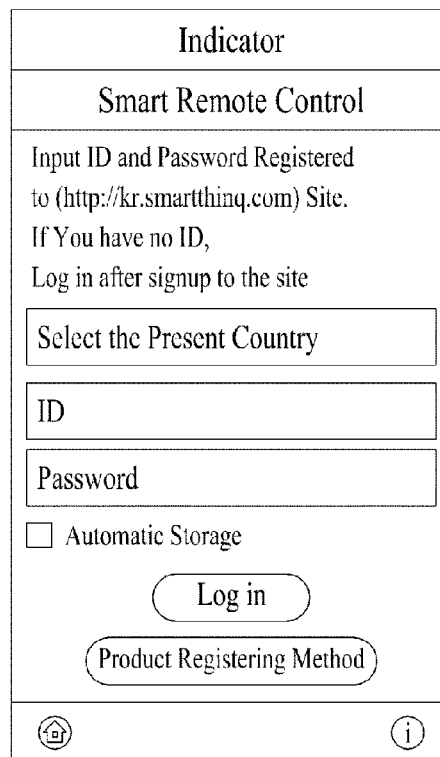 Indicator
Smart Remote Control
Input ID and Password Registered
to (http://kr.smartthinq.com) Site.
If You have no ID,
Log in after signup to the site
Select the Present Country
ID
Password
Automatic Storage
Log in
Product Registering Method
i